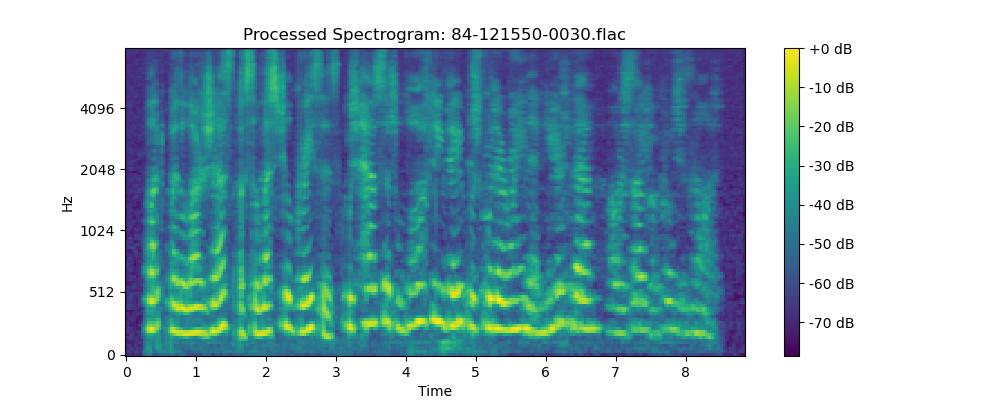 Processed Spectrogram: 84-121550-0030.flac
Hz
4096
2048
1024
512
0
0 1 2 3 4 5 6 7 8
Time
+0 dB
-10 dB
-20 dB
-30 dB
-40 dB
-50 dB
-60 dB
-70 dB